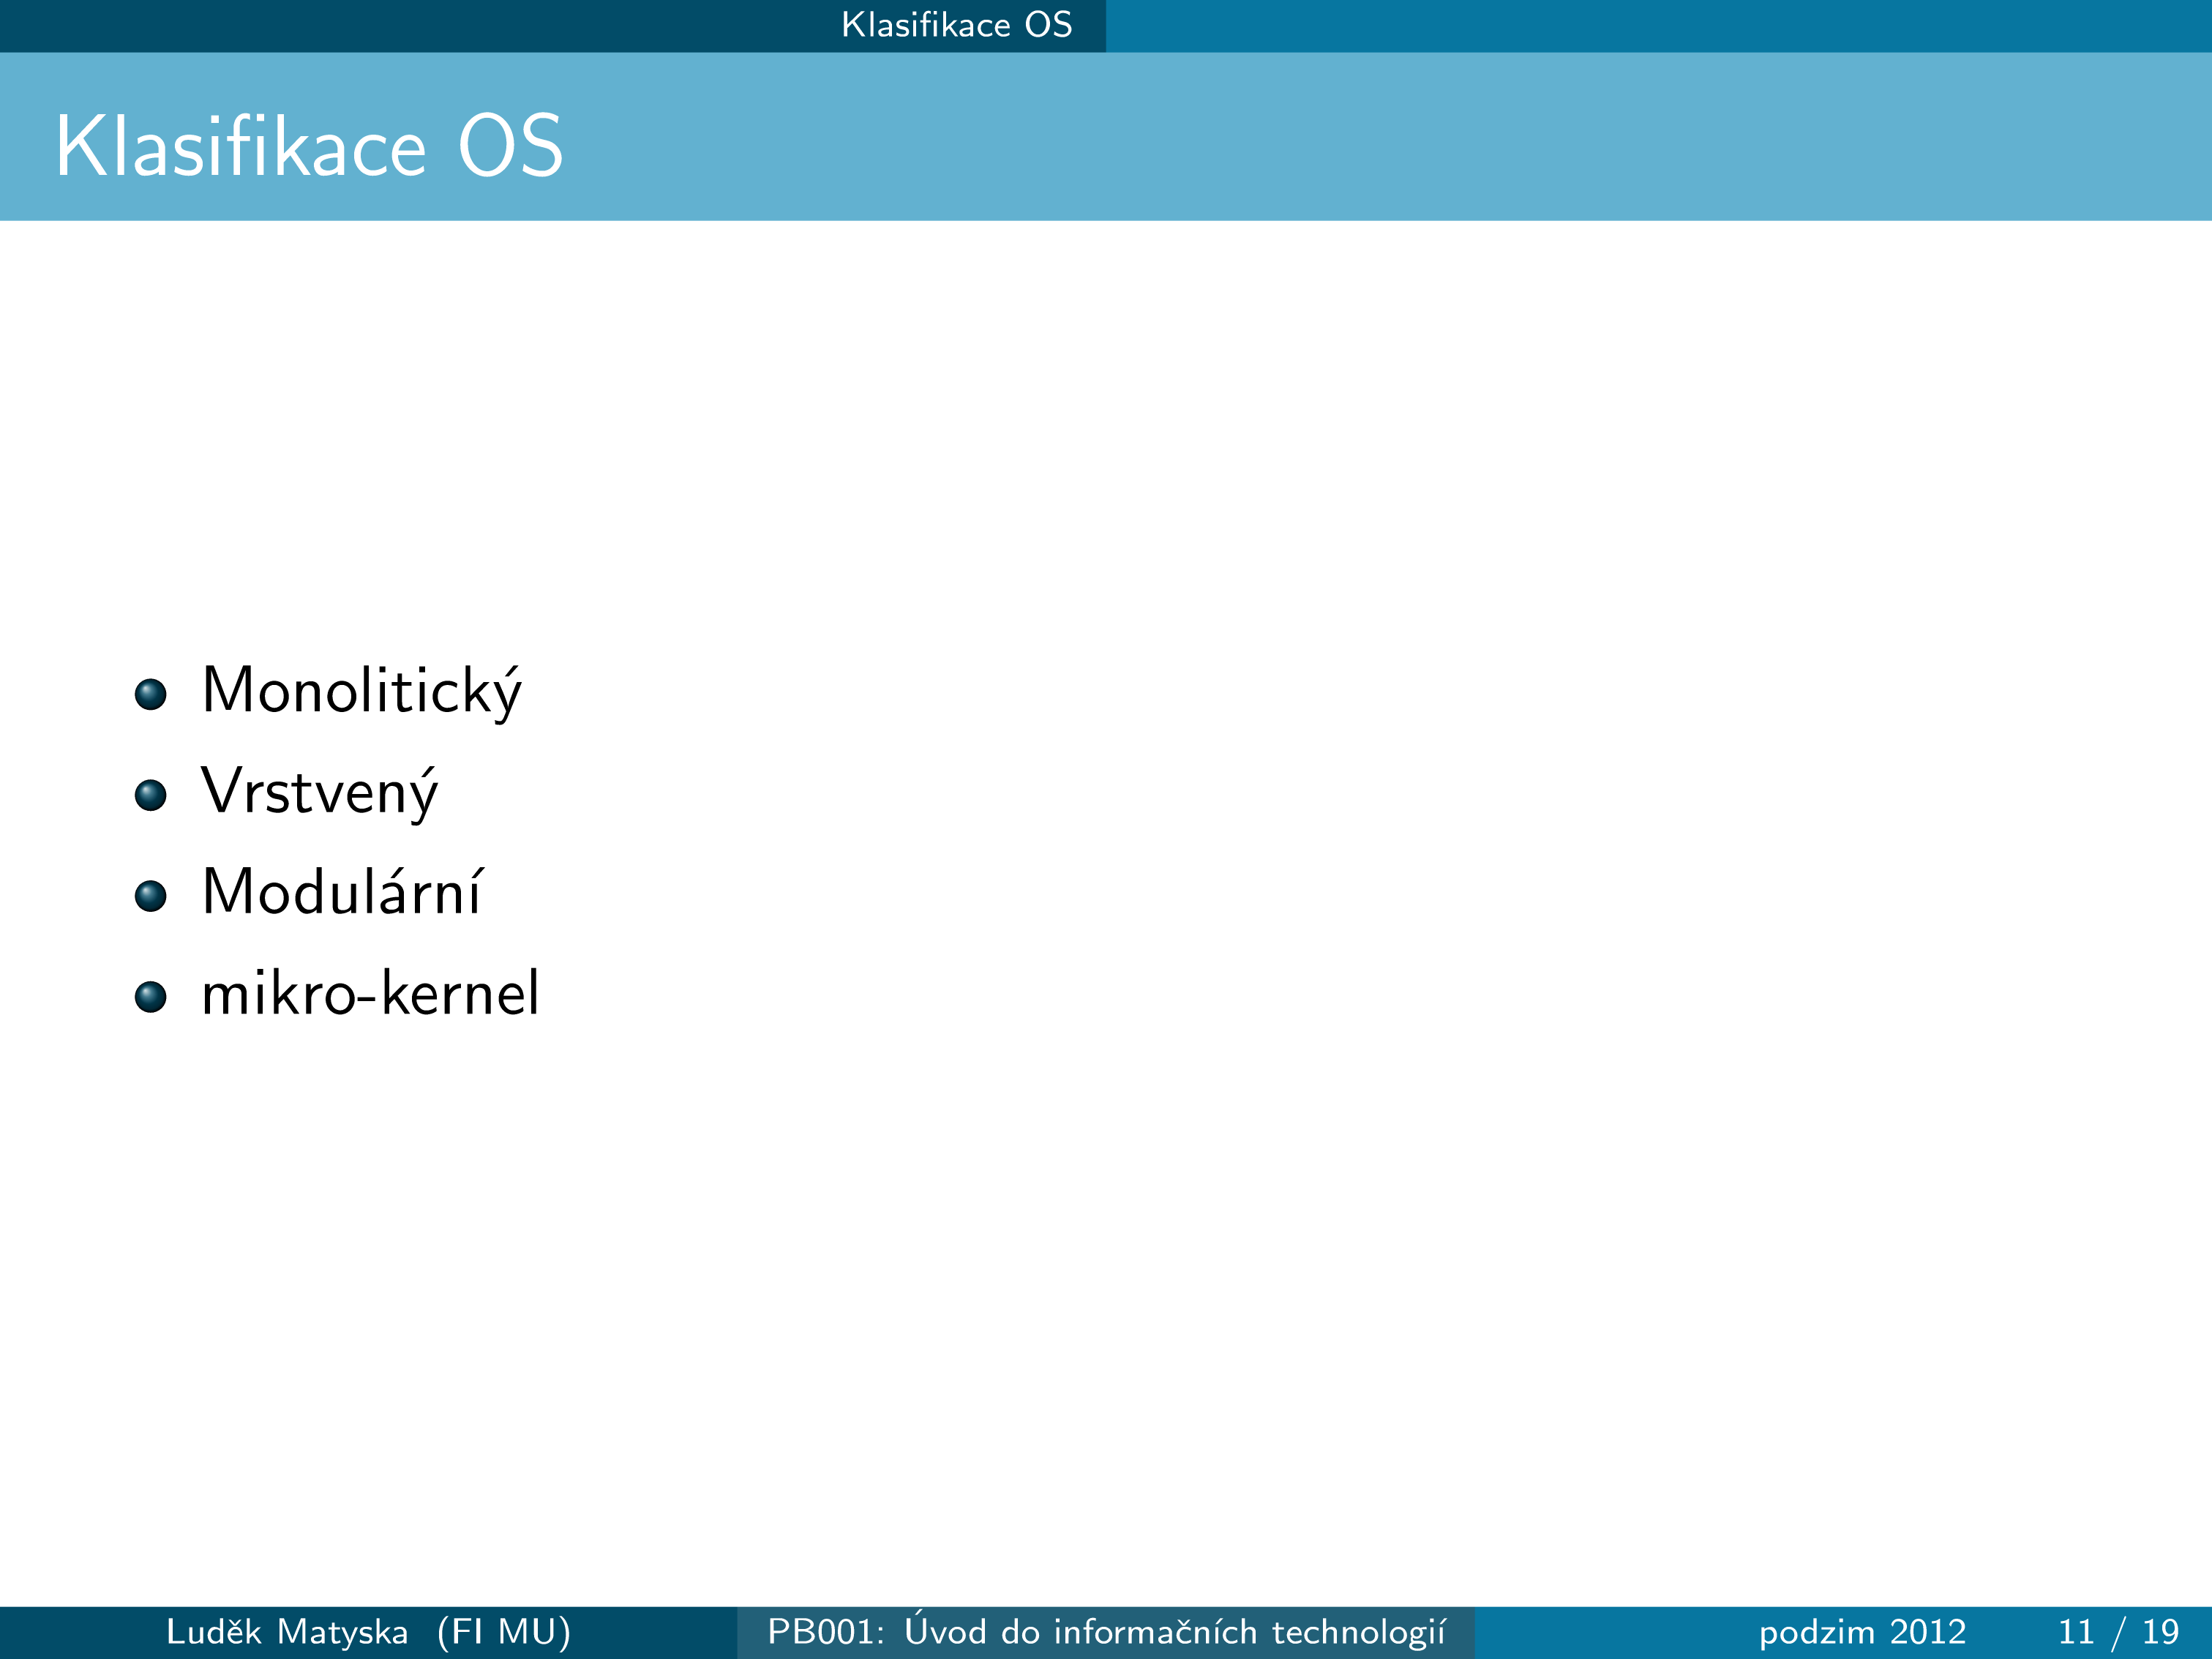 Klasifikace OS
Klasifikace OS
Monolitický
Vrstvený
Modulární
mikro-kernel
Luděk Matyska (FI MU) PB001: Úvod do informačních technologií podzim 2012 11 / 19